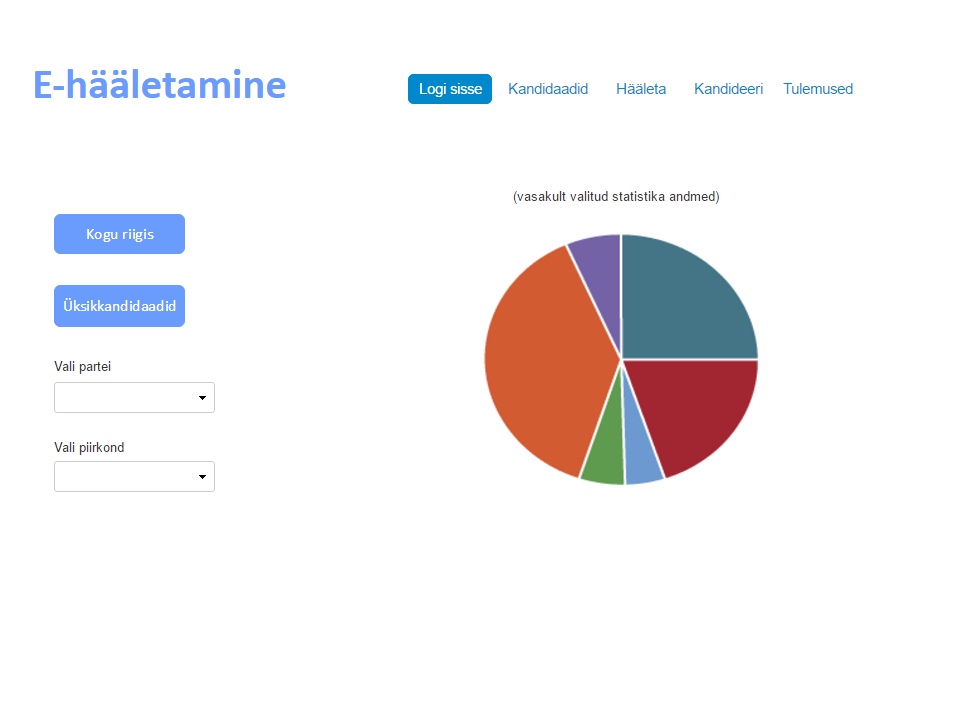 E-hääletamine
Logi sisse Kandidaadid Hääleta Kandideeri Tulemused
(vasakult valitud statistika andmed)
Kogu riigis
Üksikkandidaadid
Vali partei
Vali piirkond